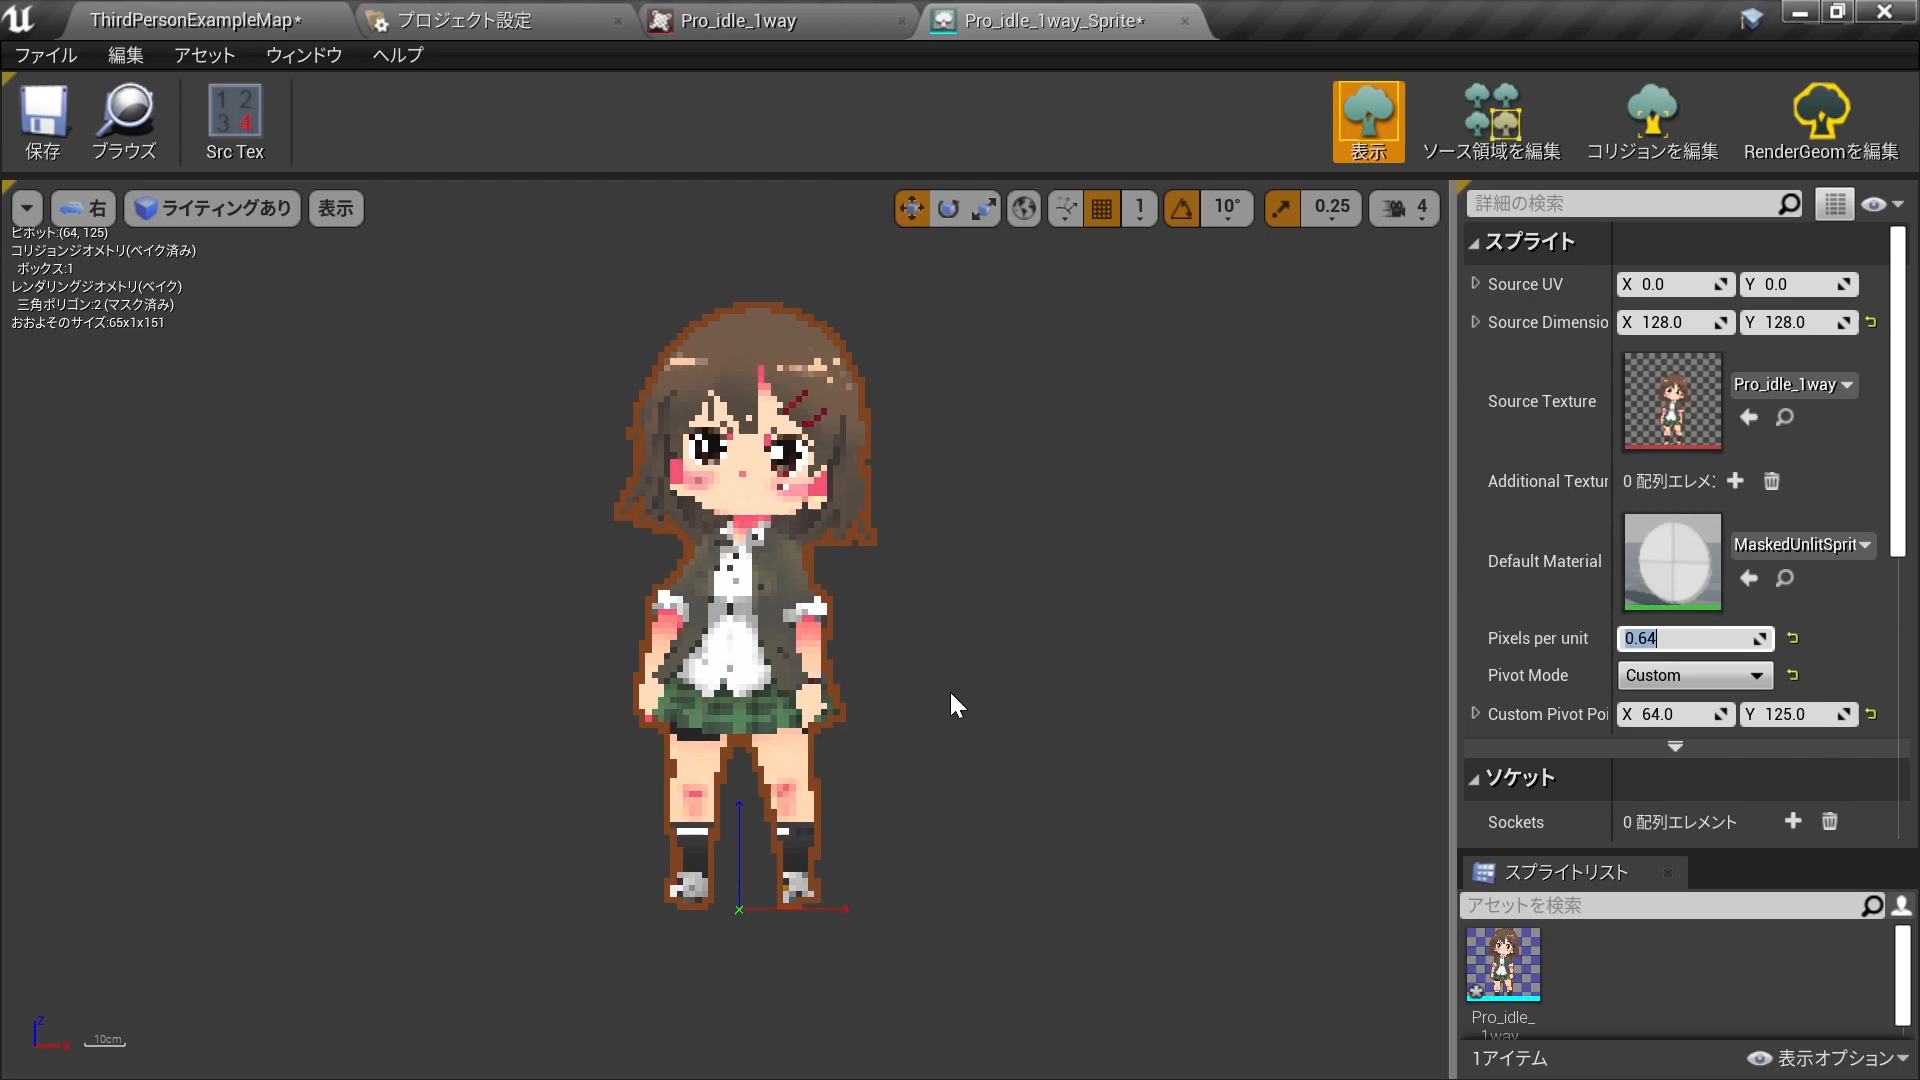 ThirdPersonExampleMap*
プロジェクト設定
Pro_idle_1way
Pro_idle_1way_Sprite*
ファイル 編集 アセット ウィンドウ ヘルプ
1 2
3 4
保存 ブラウズ Src Tex
表示 ソース領域を編集 コリジョンを編集 RenderGeomを編集
右 ライティングあり 表示
1 10° 0.25 4
ピボット:(64, 125)
コリジョンジオメトリ(ベイク済み)
ボックス:1
レンダリングジオメトリ(ベイク)
三角ポリゴン:2 (マスク済み)
おおよそのサイズ:65x1x151
Z
X
10cm
詳細の検索
スプライト
Source UV X 0.0 Y 0.0
Source Dimensio X 128.0 Y 128.0
Source Texture Pro_idle_1way
Additional Textur 0 配列エレメ
Default Material MaskedUnlitSprit
Pixels per unit 0.64
Pivot Mode Custom
Custom Pivot Poi X 64.0 Y 125.0
ソケット
Sockets 0 配列エレメント
スプライトリスト
アセットを検索
Pro_idle_
1way
1アイテム 表示オプション